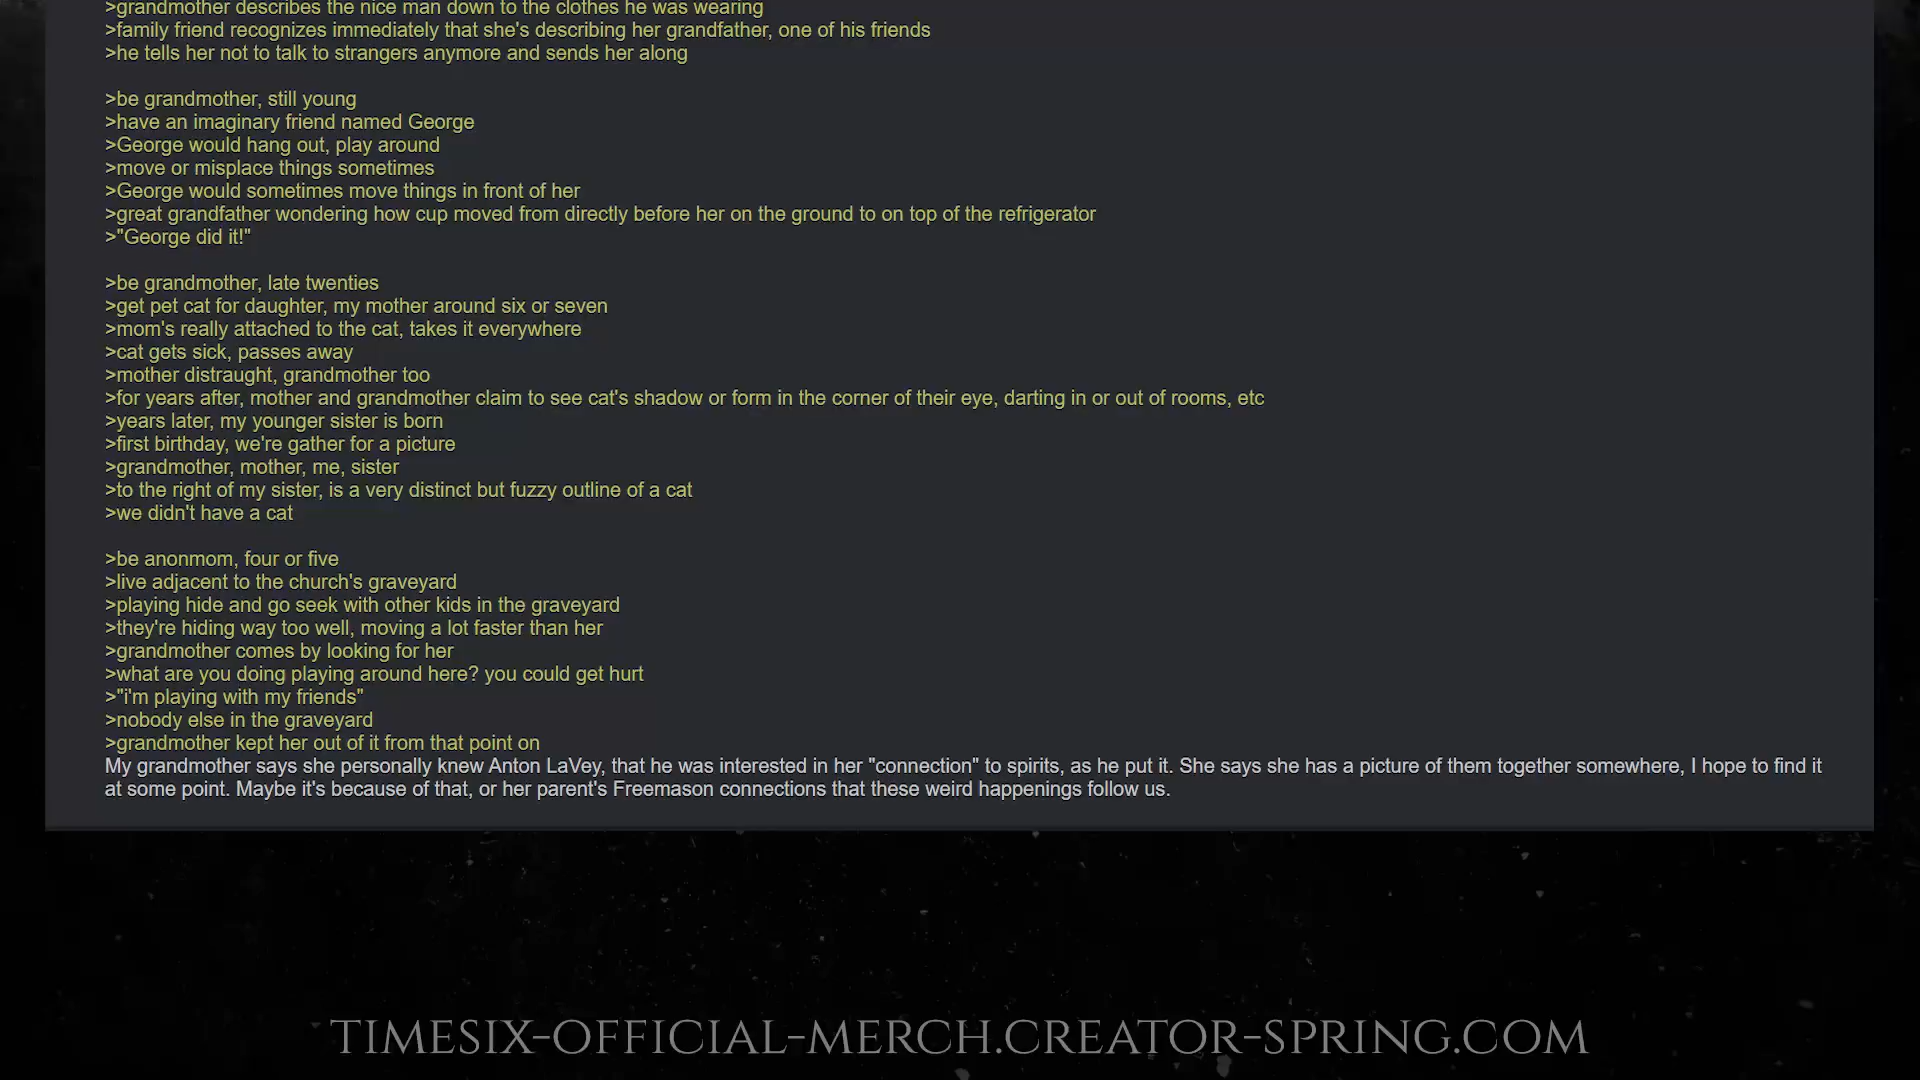 >grandmother describes the nice man down to the clothes he was wearing
>family friend recognizes immediately that she's describing her grandfather, one of his friends
>he tells her not to talk to strangers anymore and sends her along
>be grandmother, still young
>have an imaginary friend named George
>George would hang out, play around
>move or misplace things sometimes
>George would sometimes move things in front of her
>great grandfather wondering how cup moved from directly before her on the ground to on top of the refrigerator
>"George did it!"
>be grandmother, late twenties
>get pet cat for daughter, my mother around six or seven
>mom's really attached to the cat, takes it everywhere
>cat gets sick, passes away
>mother distraught, grandmother too
>for years after, mother and grandmother claim to see cat's shadow or form in the corner of their eye, darting in or out of rooms, etc
>years later, my younger sister is born
>first birthday, we're gather for a picture
>grandmother, mother, me, sister
>to the right of my sister, is a very distinct but fuzzy outline of a cat
>we didn't have a cat
>be anonmom, four or five
>live adjacent to the church's graveyard
>playing hide and go seek with other kids in the graveyard
>they're hiding way too well, moving a lot faster than her
>grandmother comes by looking for her
>what are you doing playing around here? you could get hurt
>"i'm playing with my friends"
>nobody else in the graveyard
>grandmother kept her out of it from that point on
My grandmother says she personally knew Anton LaVey, that he was interested in her "connection" to spirits, as he put it. She says she has a picture of them together somewhere, I hope to find it
at some point. Maybe it's because of that, or her parent's Freemason connections that these weird happenings follow us.
TIMESIX-OFFICIAL-MERCH.CREATOR-SPRING.COM